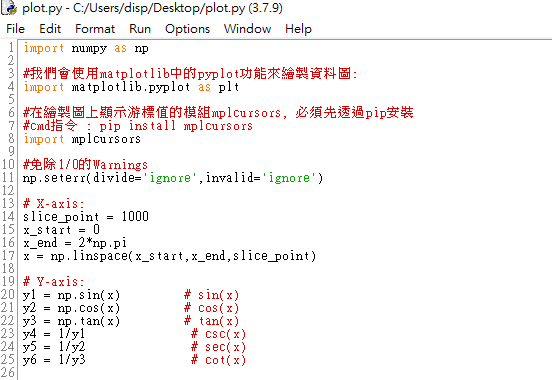 plot.py - C:/Users/disp/Desktop/plot.py (3.7.9)
File Edit Format Run Options Window Help
1 import numpy as np
2
3 #我們會使用matplotlib中的pyplot功能來繪製資料圖:
4 import matplotlib.pyplot as plt
5
6 #在繪製圖上顯示游標值的模組mplcursors, 必須先透過pip安裝
7 #cmd指令 : pip install mplcursors
8 import mplcursors
9
10 #免除1/0的Warnings
11 np.seterr(divide='ignore',invalid='ignore')
12
13 # X-axis:
14 slice_point = 1000
15 x_start = 0
16 x_end = 2*np.pi
17 x = np.linspace(x_start,x_end,slice_point)
18
19 # Y-axis:
20 y1 = np.sin(x) # sin(x)
21 y2 = np.cos(x) # cos(x)
22 y3 = np.tan(x) # tan(x)
23 y4 = 1/y1 # csc(x)
24 y5 = 1/y2 # sec(x)
25 y6 = 1/y3 # cot(x)
26